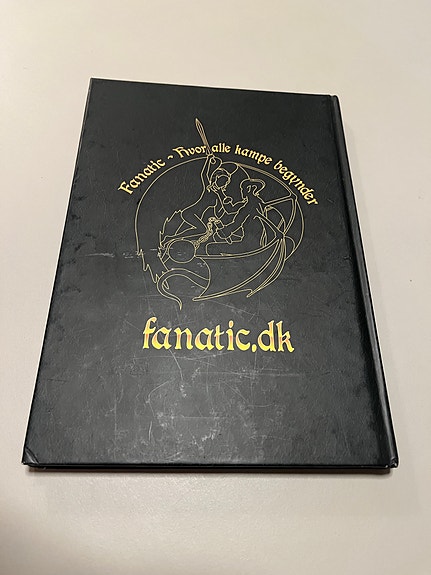 Fanatic - Hvor alle kampe begynder
fanatic.dk